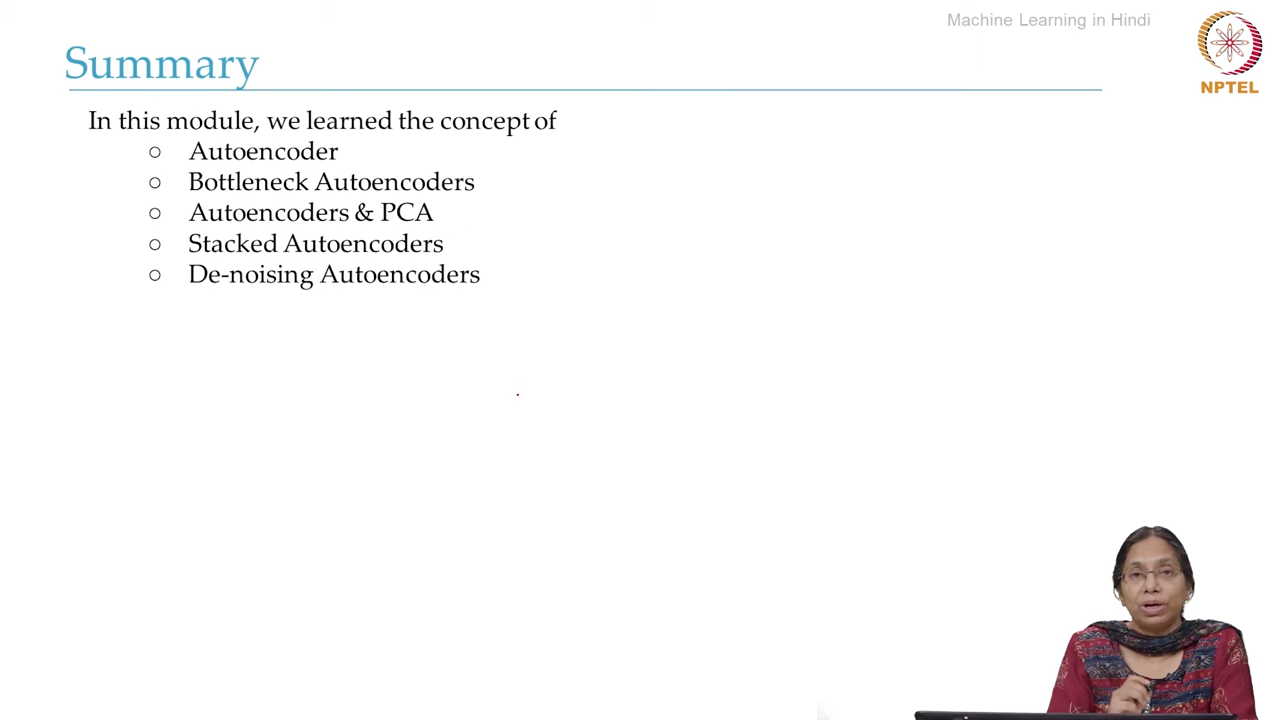 Machine Learning in Hindi
NPTEL
Summary
In this module, we learned the concept of
○ Autoencoder
○ Bottleneck Autoencoders
○ Autoencoders & PCA
○ Stacked Autoencoders
○ De-noising Autoencoders